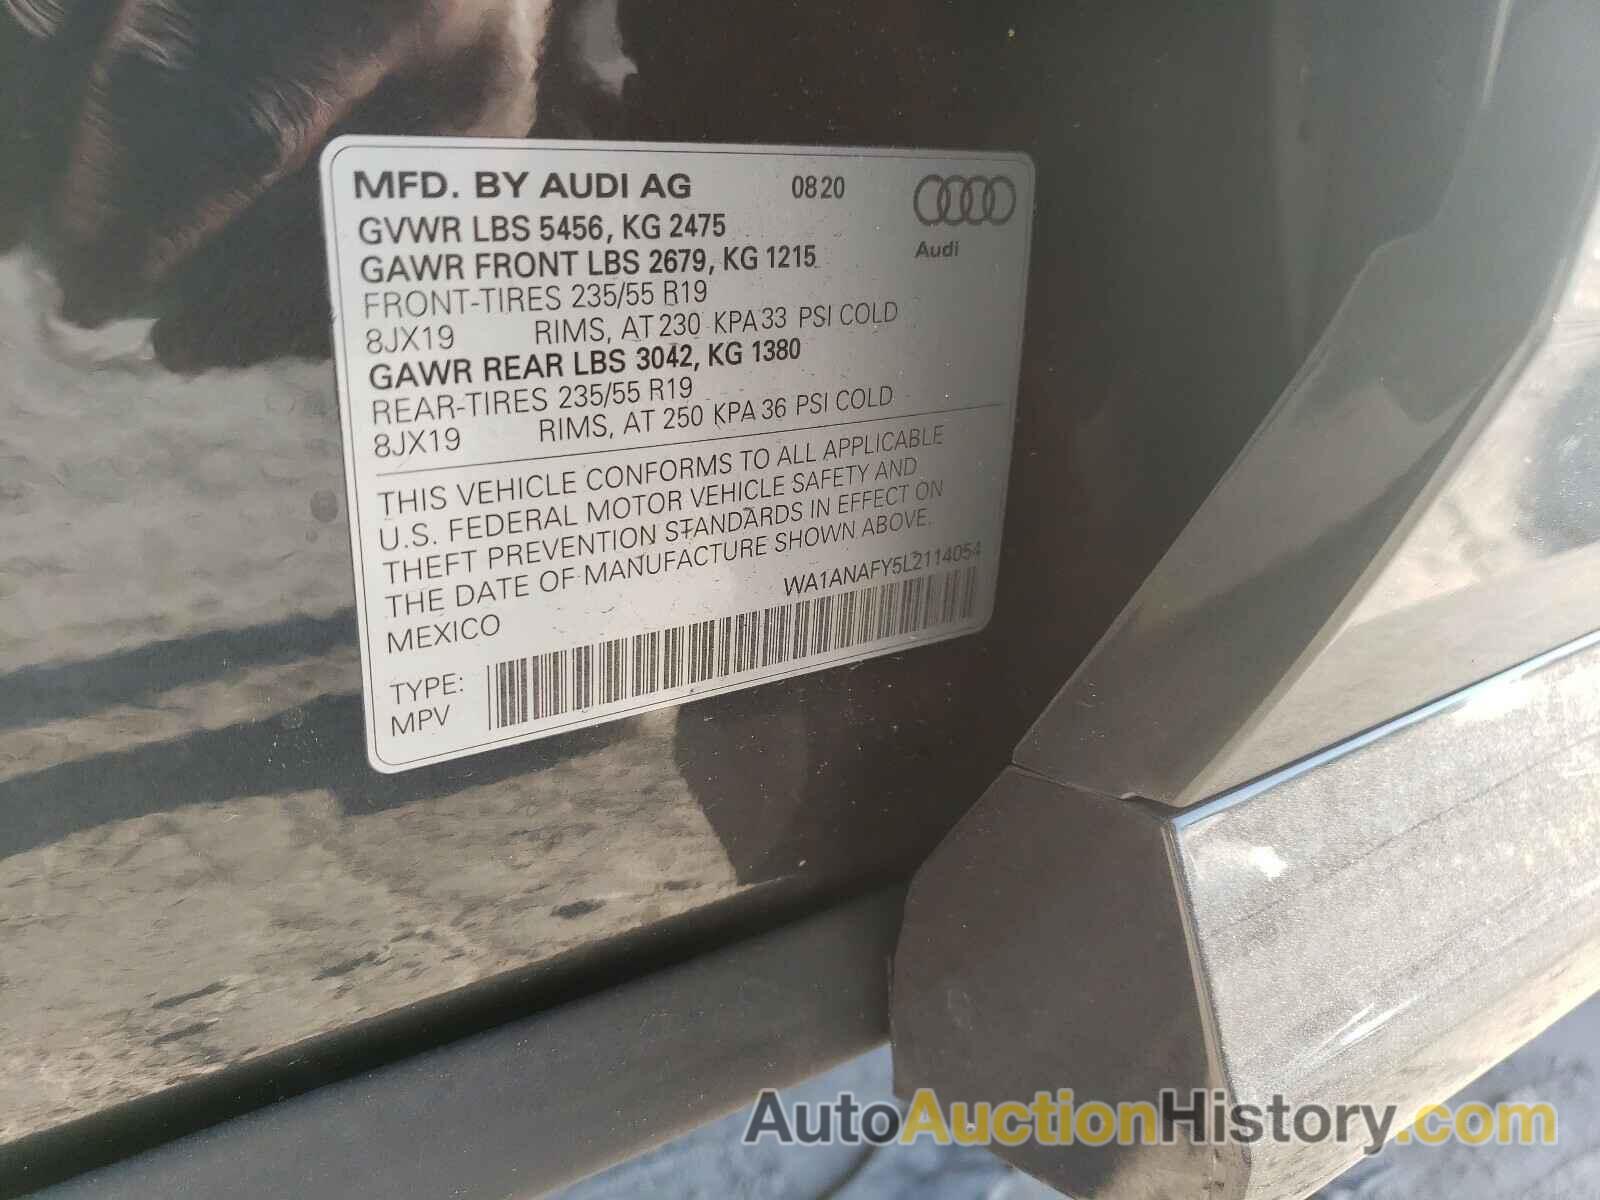 MFD. BY AUDI AG 0820
Audi
GVWR LBS 5456, KG 2475
GAWR FRONT LBS 2679, KG 1215
FRONT-TIRES 235/55 R19
8JX19 RIMS, AT 230 KPA 33 PSI COLD
GAWR REAR LBS 3042, KG 1380
REAR-TIRES 235/55 R19
8JX19 RIMS, AT 250 KPA 36 PSI COLD
THIS VEHICLE CONFORMS TO ALL APPLICABLE
U.S. FEDERAL MOTOR VEHICLE SAFETY AND
THEFT PREVENTION STANDARDS IN EFFECT ON
THE DATE OF MANUFACTURE SHOWN ABOVE.
MEXICO WA1ANAFY5L2114054
TYPE:
MPV
AutoAuctionHistory.com